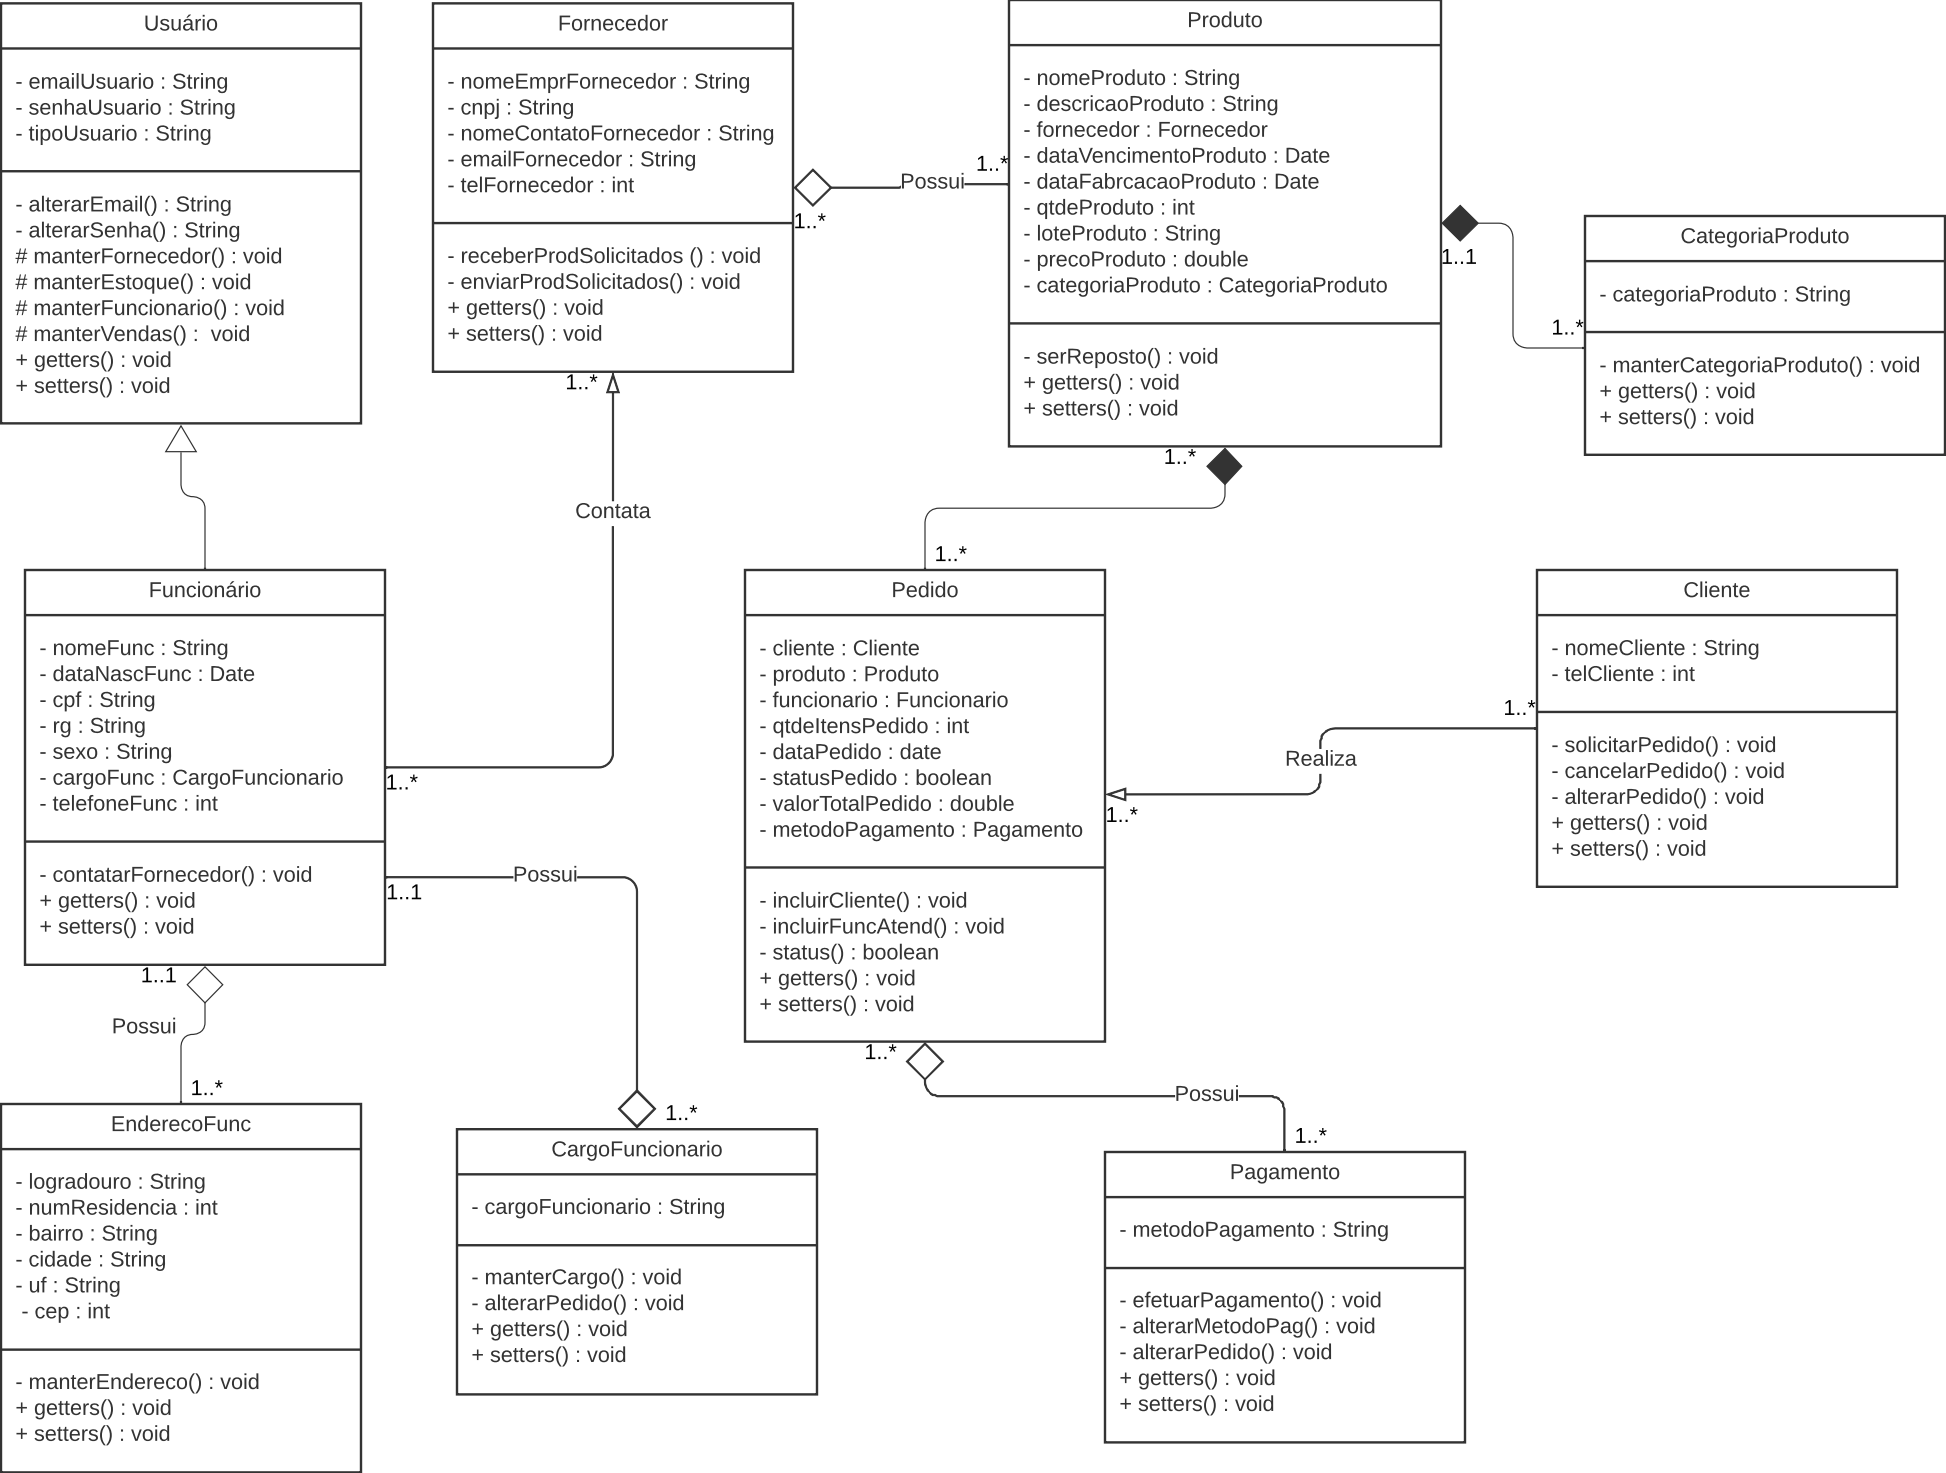 Usuário
- emailUsuario : String
- senhaUsuario : String
- tipoUsuario : String
- alterarEmail() : String
- alterarSenha() : String
# manterFornecedor() : void
# manterEstoque() : void
# manterFuncionario() : void
# manterVendas() :  void
+ getters() : void
+ setters() : void
Fornecedor
- nomeEmprFornecedor : String
- cnpj : String
- nomeContatoFornecedor : String
- emailFornecedor : String
- telFornecedor : int
- receberProdSolicitados () : void
- enviarProdSolicitados() : void
+ getters() : void
+ setters() : void
1..*
Possui
1..*
Produto
- nomeProduto : String
- descricaoProduto : String
- fornecedor : Fornecedor
- dataVencimentoProduto : Date
- dataFabrcacaoProduto : Date
- qtdeProduto : int
- loteProduto : String
- precoProduto : double
- categoriaProduto : CategoriaProduto
- serReposto() : void
+ getters() : void
+ setters() : void
1..1
1..*
CategoriaProduto
- categoriaProduto : String
- manterCategoriaProduto() : void
+ getters() : void
+ setters() : void
1..*
Contata
1..*
1..*
1..*
Funcionário
- nomeFunc : String
- dataNascFunc : Date
- cpf : String
- rg : String
- sexo : String
- cargoFunc : CargoFuncionario
- telefoneFunc : int
- contatarFornecedor() : void
+ getters() : void
+ setters() : void
1..1
Possui
1..*
Pedido
- cliente : Cliente
- produto : Produto
- funcionario : Funcionario
- qtdeItensPedido : int
- dataPedido : date
- statusPedido : boolean
- valorTotalPedido : double
- metodoPagamento : Pagamento
- incluirCliente() : void
- incluirFuncAtend() : void
- status() : boolean
+ getters() : void
+ setters() : void
1..*
Realiza
1..*
Cliente
- nomeCliente : String
- telCliente : int
- solicitarPedido() : void
- cancelarPedido() : void
- alterarPedido() : void
+ getters() : void
+ setters() : void
1..1
Possui
1..*
EnderecoFunc
- logradouro : String
- numResidencia : int
- bairro : String
- cidade : String
- uf : String
- cep : int
- manterEndereco() : void
+ getters() : void
+ setters() : void
CargoFuncionario
- cargoFuncionario : String
- manterCargo() : void
- alterarPedido() : void
+ getters() : void
+ setters() : void
1..*
Possui
1..*
Pagamento
- metodoPagamento : String
- efetuarPagamento() : void
- alterarMetodoPag() : void
- alterarPedido() : void
+ getters() : void
+ setters() : void